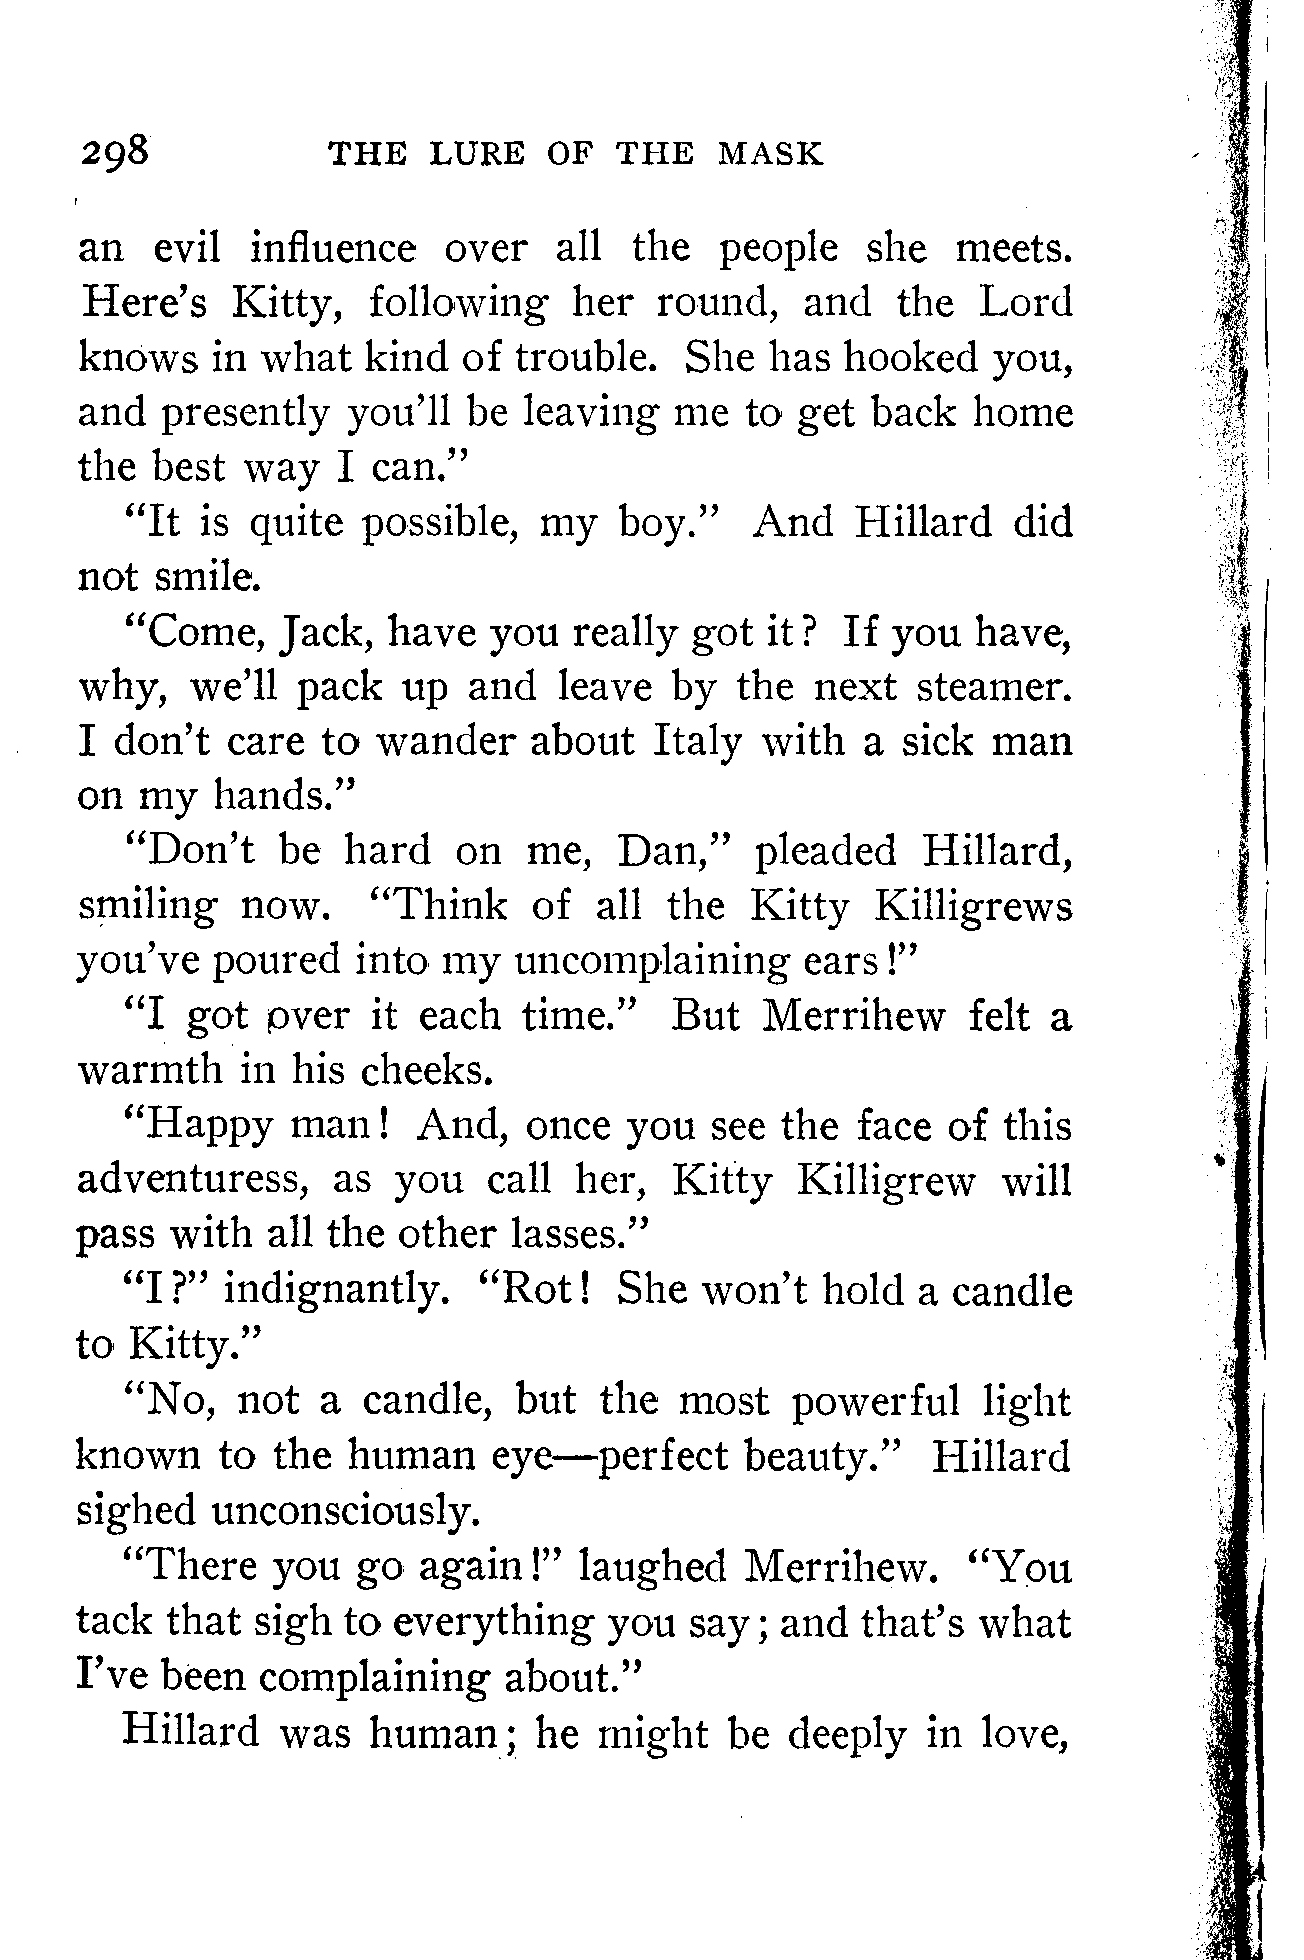 298 THE LURE OF THE MASK
an evil influence over all the people she meets.
Here's Kitty, following her round, and the Lord
knows in what kind of trouble. She has hooked you,
and presently you'll be leaving me to get back home
the best way I can."
"It is quite possible, my boy." And Hillard did
not smile.
"Come, Jack, have you really got it? If you have,
why, we'll pack up and leave by the next steamer.
I don't care to wander about Italy with a sick man
on my hands."
"Don't be hard on me, Dan," pleaded Hillard,
smiling now. "Think of all the Kitty Killigrews
you've poured into my uncomplaining ears!"
"I got over it each time." But Merrihew felt a
warmth in his cheeks.
"Happy man! And, once you see the face of this
adventuress, as you call her, Kitty Killigrew will
pass with all the other lasses."
"I?" indignantly. "Rot! She won't hold a candle
to Kitty."
"No, not a candle, but the most powerful light
known to the human eye—perfect beauty." Hillard
sighed unconsciously.
"There you go again!" laughed Merrihew. "You
tack that sigh to everything you say; and that's what
I've been complaining about."
Hillard was human; he might be deeply in love,